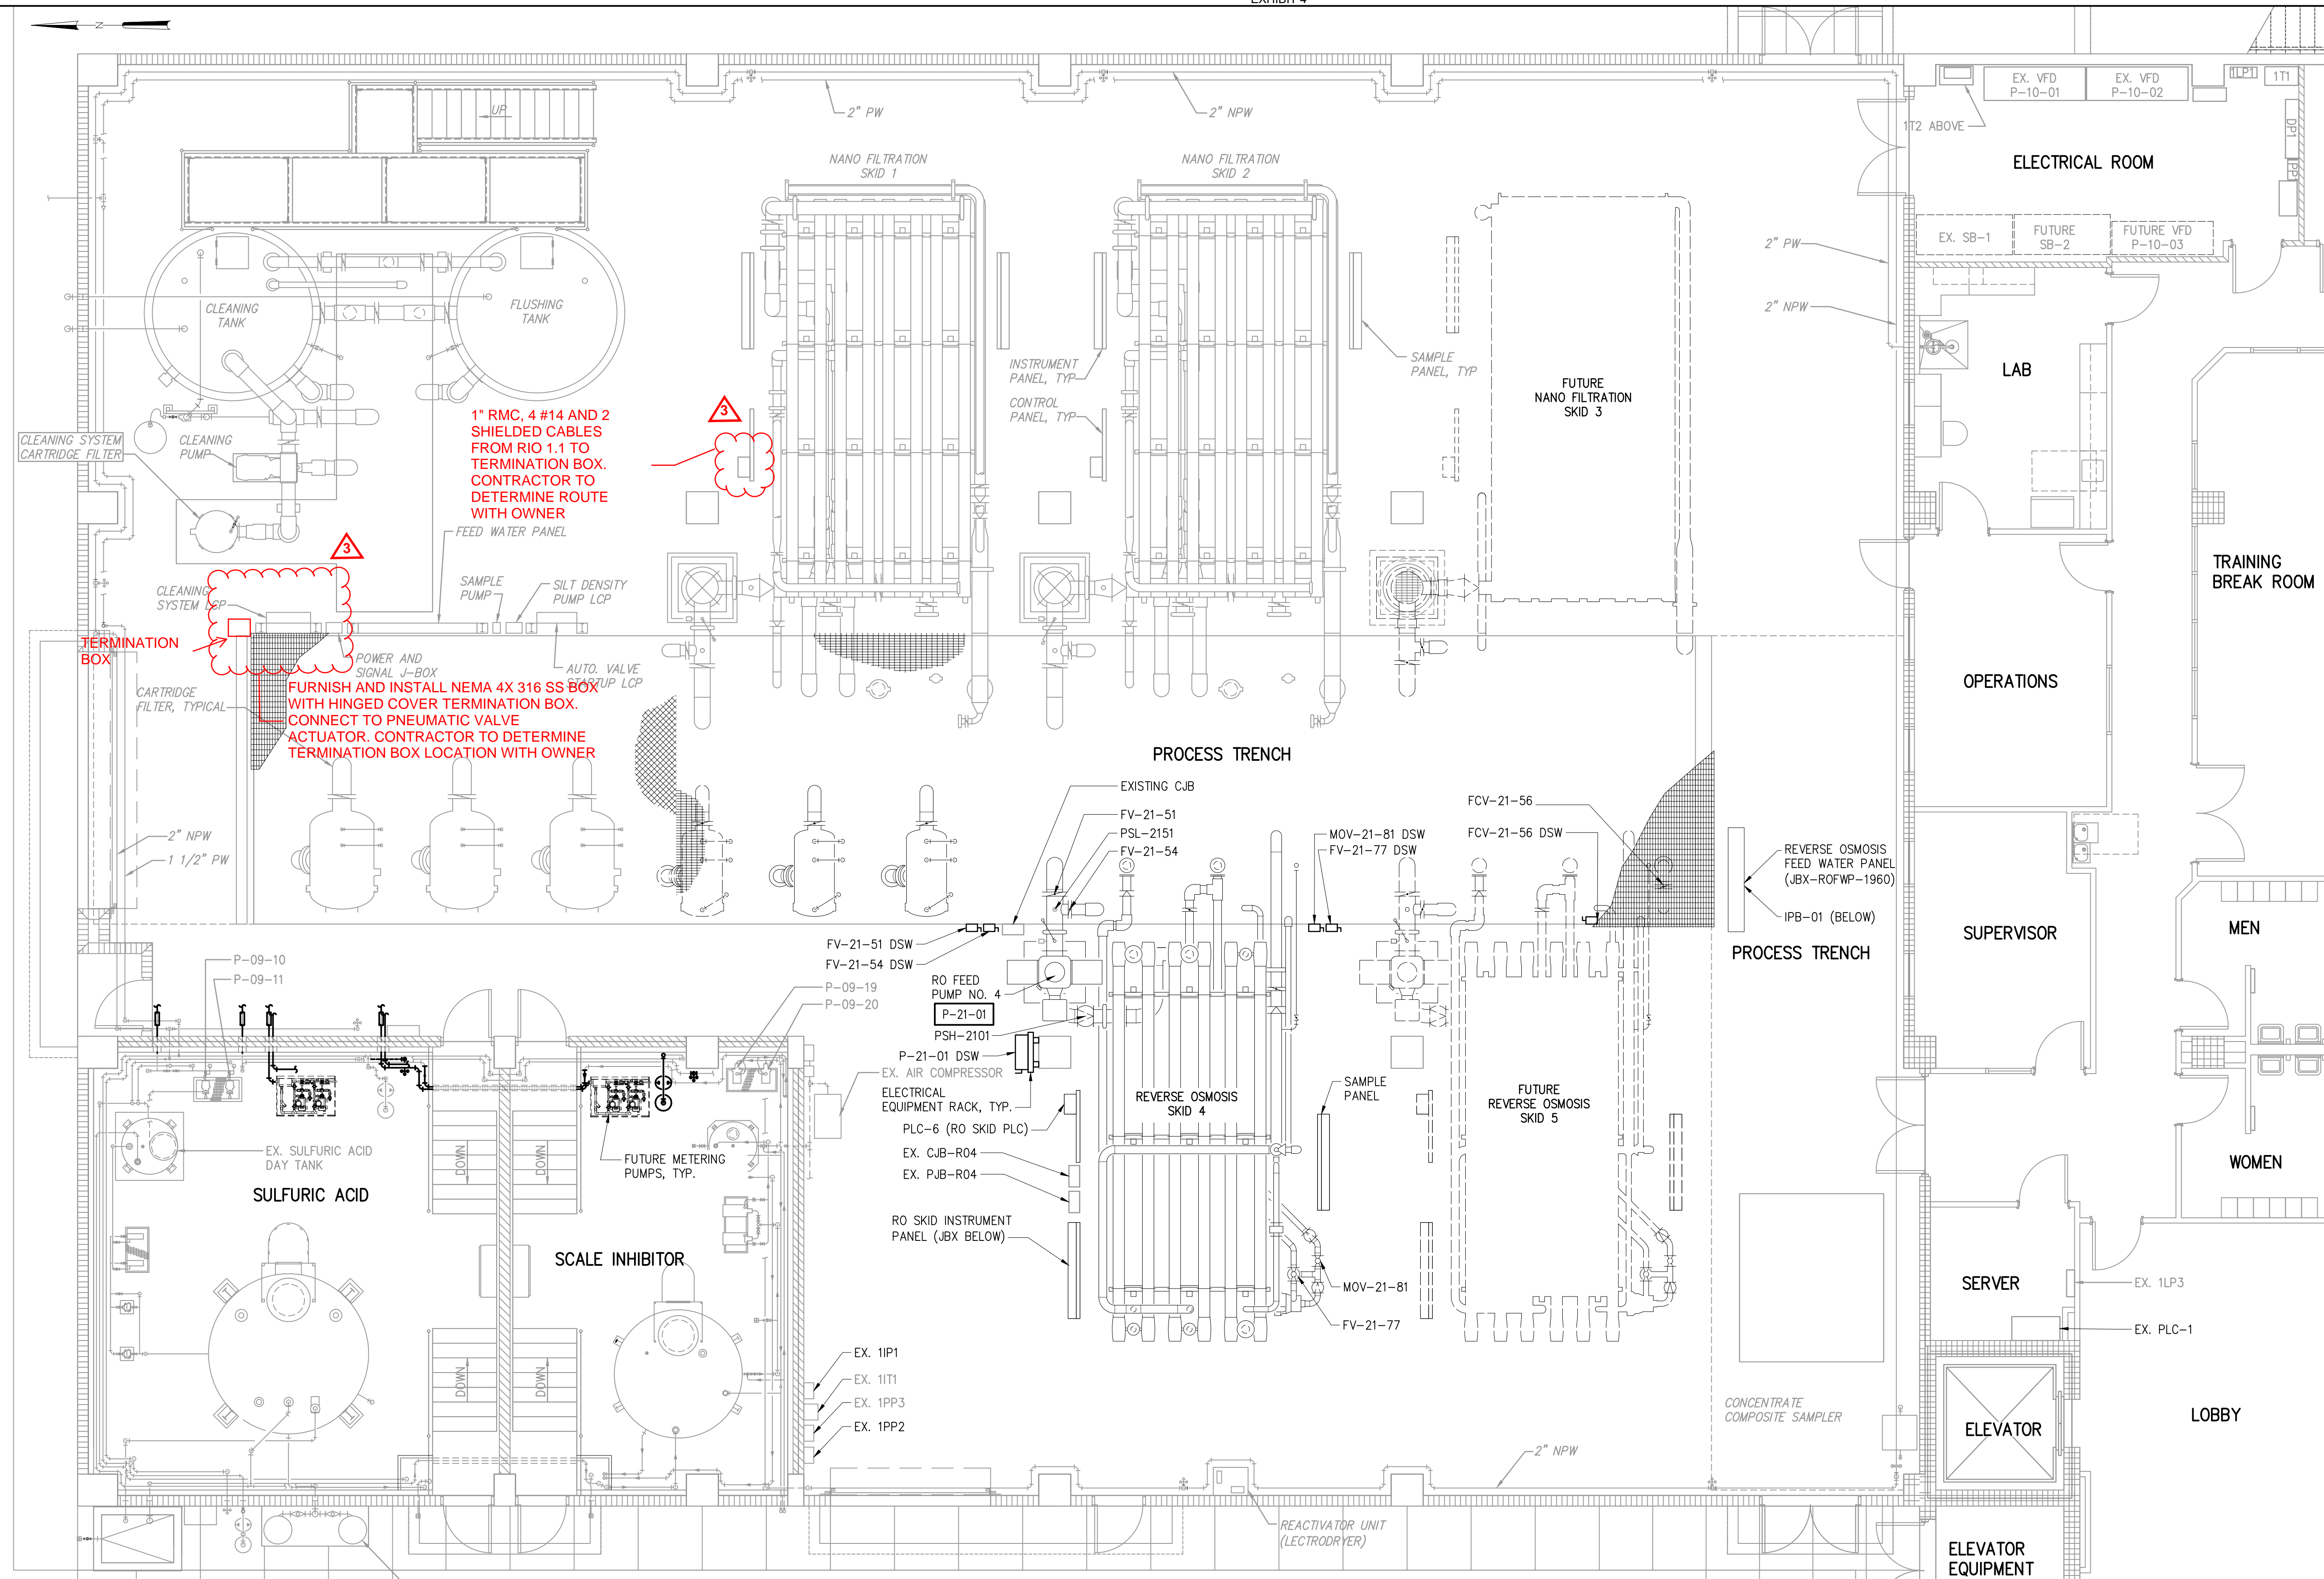 EXHIBIT 4
N
UP
2" PW
2" NPW
NANO FILTRATION
SKID 1
NANO FILTRATION
SKID 2
EX. VFD
P-10-01
EX. VFD
P-10-02
1LP1
1T1
1T2 ABOVE
DP1
ELECTRICAL ROOM
EX. SB-1
FUTURE
SB-2
FUTURE VFD
P-10-03
2" PW
2" NPW
CLEANING
TANK
FLUSHING
TANK
INSTRUMENT
PANEL, TYP
CONTROL
PANEL, TYP
SAMPLE
PANEL, TYP
FUTURE
NANO FILTRATION
SKID 3
LAB
CLEANING SYSTEM
CARTRIDGE FILTER
CLEANING
PUMP
1" RMC, 4 #14 AND 2
SHIELDED CABLES
FROM RIO 1.1 TO
TERMINATION BOX.
CONTRACTOR TO
DETERMINE ROUTE
WITH OWNER
3
3
FEED WATER PANEL
CLEANING
SYSTEM LCP
SAMPLE
PUMP
SILT DENSITY
PUMP LCP
TRAINING
BREAK ROOM
TERMINATION
BOX
POWER AND
SIGNAL J-BOX
AUTO. VALVE
STARTUP LCP
CARTRIDGE
FILTER, TYPICAL
FURNISH AND INSTALL NEMA 4X 316 SS BOX
WITH HINGED COVER TERMINATION BOX.
CONNECT TO PNEUMATIC VALVE
ACTUATOR. CONTRACTOR TO DETERMINE
TERMINATION BOX LOCATION WITH OWNER
OPERATIONS
PROCESS TRENCH
EXISTING CJB
FV-21-51
PSL-2151
FV-21-54
MOV-21-81 DSW
FV-21-77 DSW
FCV-21-56
FCV-21-56 DSW
REVERSE OSMOSIS
FEED WATER PANEL
(JBX-ROFWP-1960)
IPB-01 (BELOW)
2" NPW
1 1/2" PW
FV-21-51 DSW
FV-21-54 DSW
PROCESS TRENCH
SUPERVISOR
MEN
P-09-10
P-09-11
P-09-19
P-09-20
RO FEED
PUMP NO. 4
P-21-01
PSH-2101
P-21-01 DSW
EX. AIR COMPRESSOR
ELECTRICAL
EQUIPMENT RACK, TYP.
PLC-6 (RO SKID PLC)
EX. CJB-R04
EX. PJB-R04
RO SKID INSTRUMENT
PANEL (JBX BELOW)
REVERSE OSMOSIS
SKID 4
SAMPLE
PANEL
FUTURE
REVERSE OSMOSIS
SKID 5
EX. SULFURIC ACID
DAY TANK
SULFURIC ACID
DOWN
DOWN
FUTURE METERING
PUMPS, TYP.
SCALE INHIBITOR
WOMEN
MOV-21-81
FV-21-77
SERVER
EX. 1LP3
EX. PLC-1
DOWN
DOWN
EX. 1IP1
EX. 1IT1
EX. 1PP3
EX. 1PP2
CONCENTRATE
COMPOSITE SAMPLER
ELEVATOR
LOBBY
2" NPW
REACTIVATOR UNIT
(LECTRODRYER)
ELEVATOR
EQUIPMENT